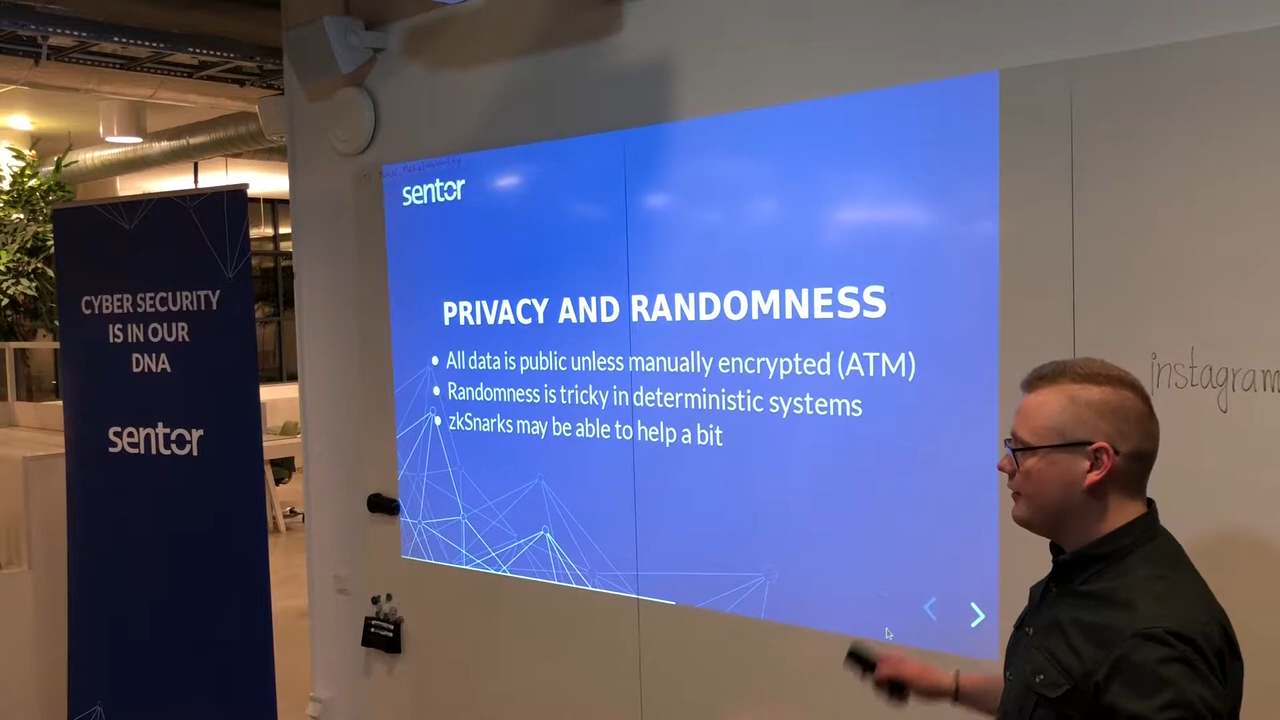 CYBER SECURITY
IS IN OUR
DNA
sentor
sentor
PRIVACY AND RANDOMNESS
• All data is public unless manually encrypted (ATM)
• Randomness is tricky in deterministic systems
• zkSnarks may be able to help a bit
instagram